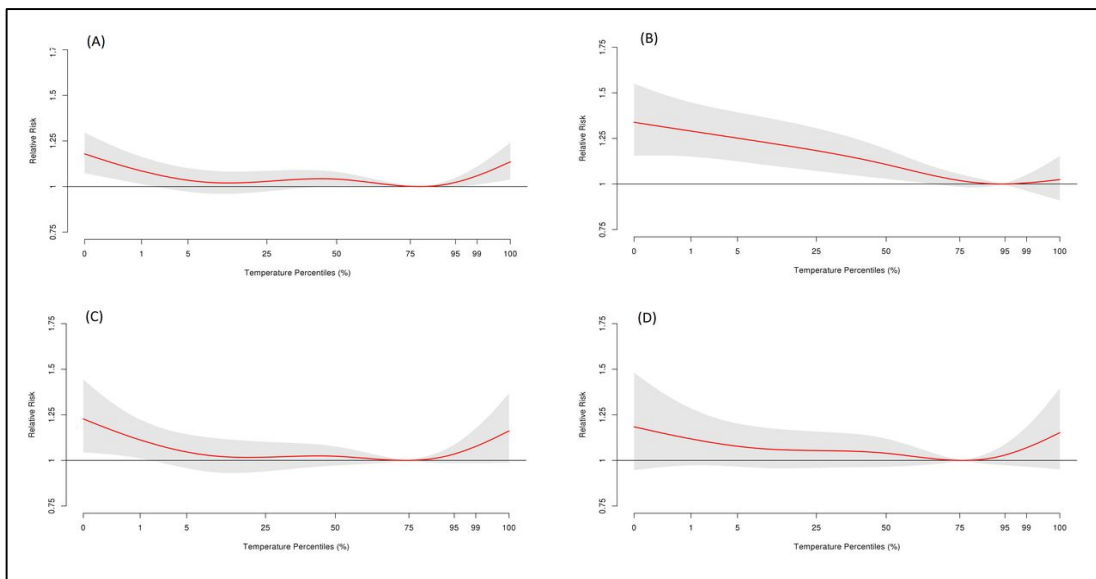 (A)
1.7
1.5
1.25
1
0.75
Relative Risk
0 1 5 25 50 75 95 99 100
Temperature Percentiles (%)
(B)
1.75
1.5
1.25
1
0.75
Relative Risk
0 1 5 25 50 75 95 99 100
Temperature Percentiles (%)
(C)
1.75
1.5
1.25
1
0.75
Relative Risk
0 1 5 25 50 75 95 99 100
Temperature Percentiles (%)
(D)
1.75
1.5
1.25
1
0.75
Relative Risk
0 1 5 25 50 75 95 99 100
Temperature Percentiles (%)